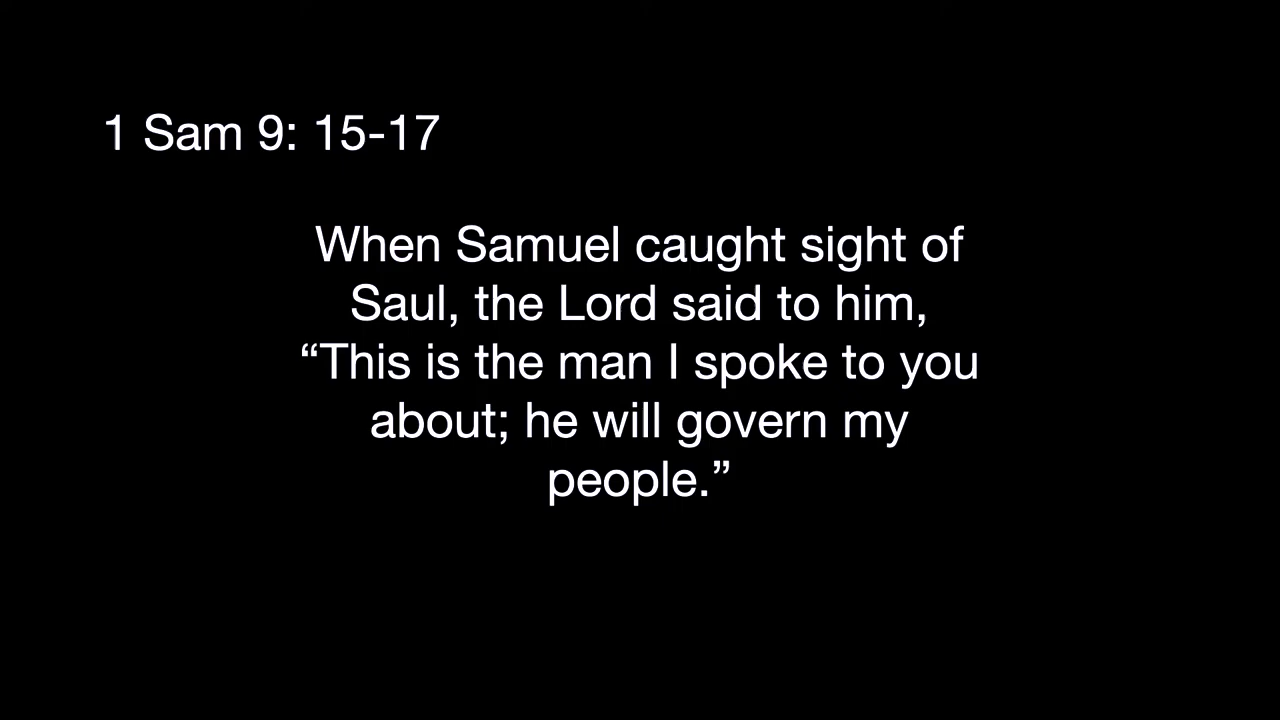 1 Sam 9: 15-17
When Samuel caught sight of
Saul, the Lord said to him,
“This is the man I spoke to you
about; he will govern my
people.”